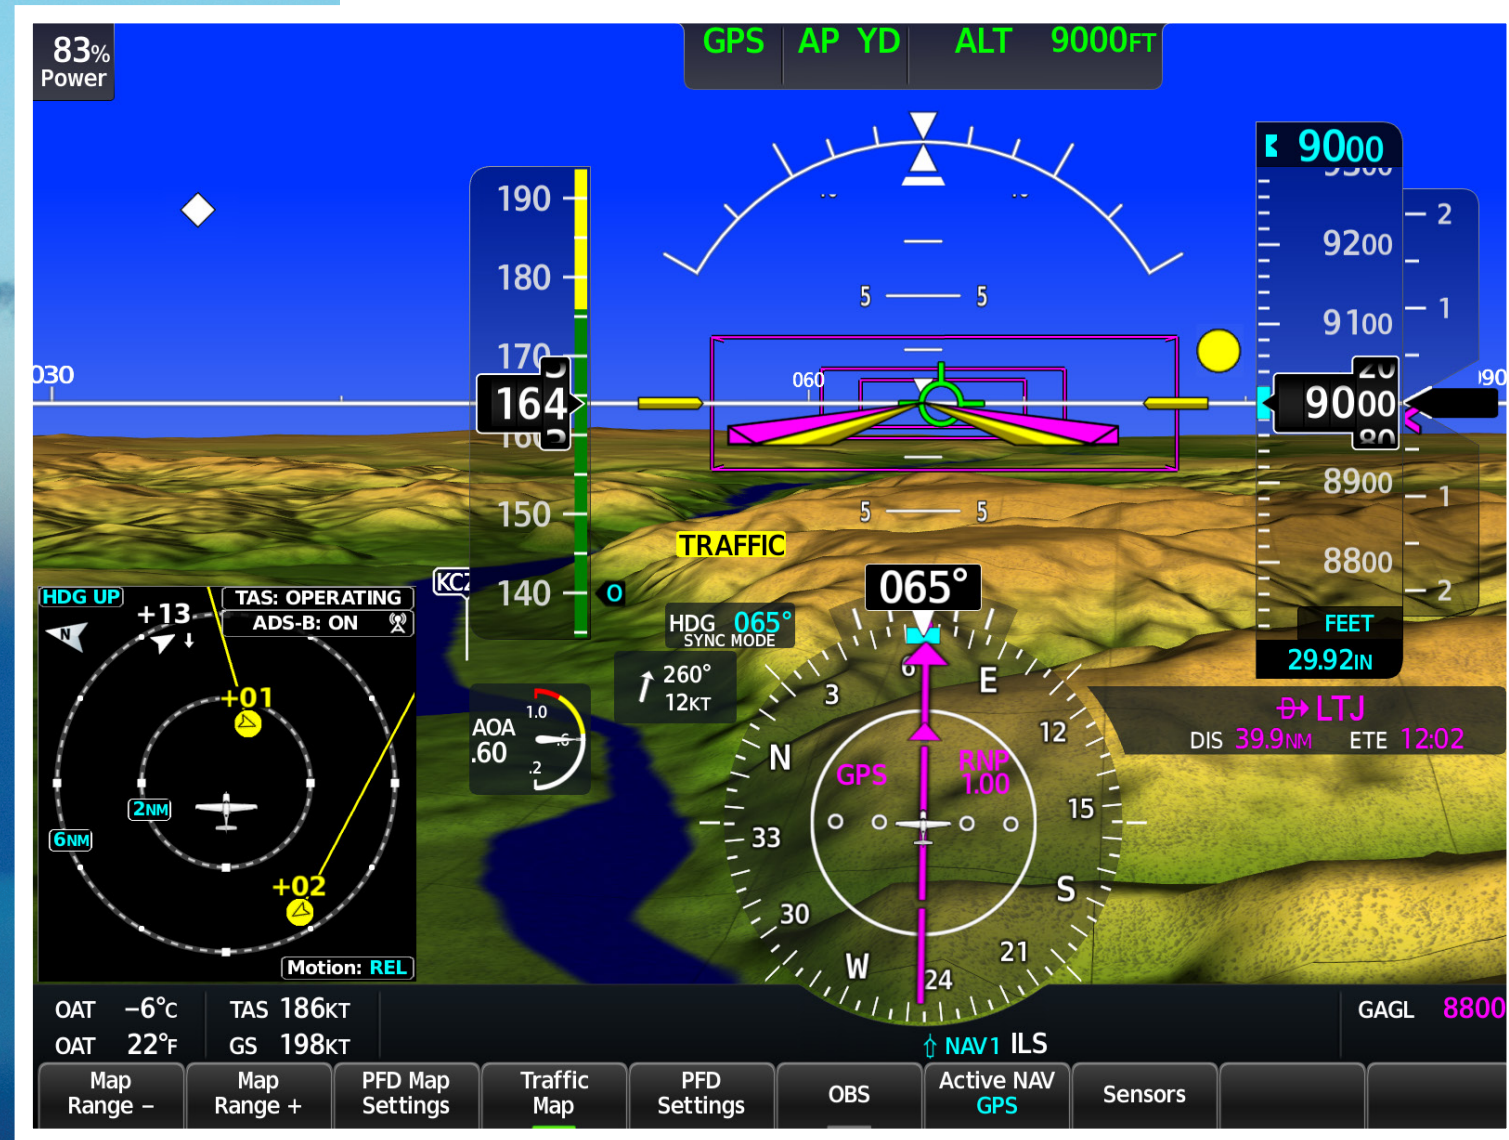 83%
Power
GPS AP YD ALT 9000FT
9000
190
180
170
164
150
140
9200
9100
9000
20
80
8900
8800
2
1
1
2
5 5
5 5
030
060
TRAFFIC
065°
HDG 065°
SYNC MODE
260°
12KT
FEET
29.92IN
LTJ
DIS 39.9NM ETE 12:02
HDG UP
TAS: OPERATING
ADS-B: ON
N
+13
+01
+02
2NM
6NM
Motion: REL
AOA
.60
1.0
.6
.2
GPS
RNP
1.00
N
3
6
E
12
15
S
21
24
W
30
33
OAT −6°C TAS 186KT
OAT 22°F GS 198KT
NAV1 ILS
GAGL 8800
Map
Range −
Map
Range +
PFD Map
Settings
Traffic
Map
PFD
Settings
OBS
Active NAV
GPS
Sensors